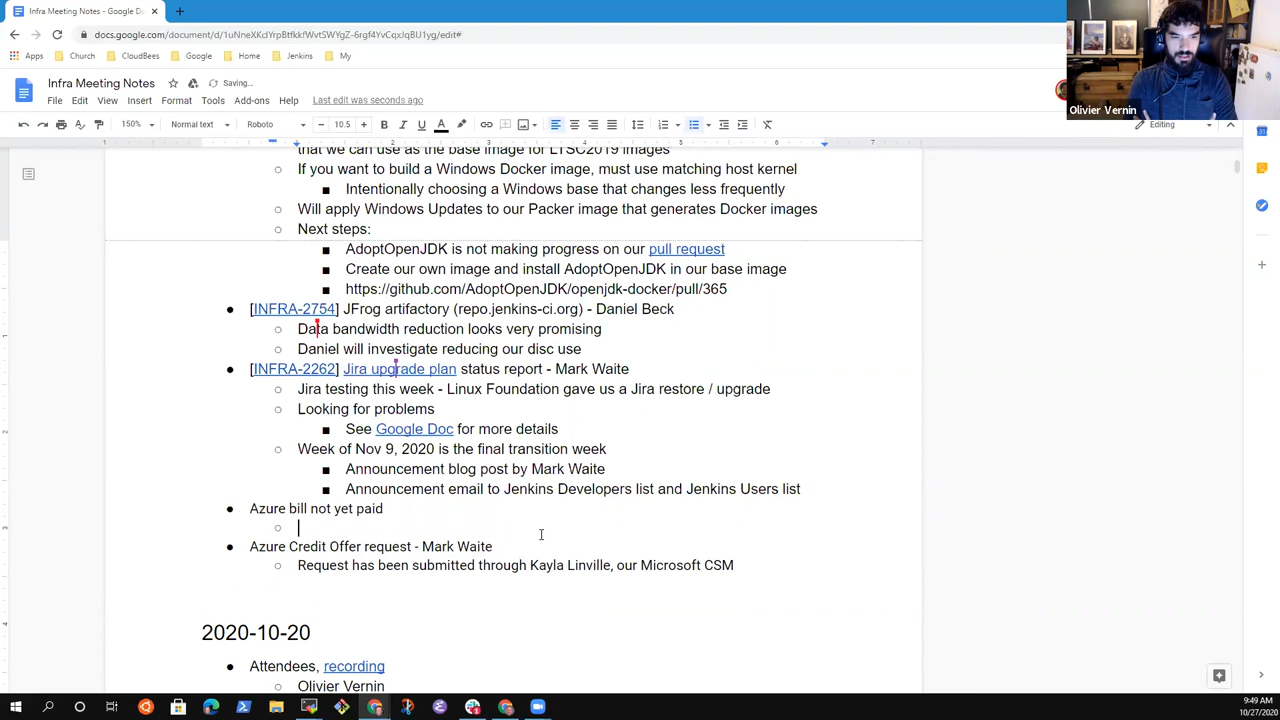 Infra Meeting Notes - Google Do
docs.google.com/document/d/1uNneXKdYrpBtfkkfWvtSWYgZ-6rgf4YvCqxJqBU1yg/edit#
Apps Church CloudBees Google Home Jenkins My
Infra Meeting Notes Saving...
File Edit View Insert Format Tools Add-ons Help Last edit was seconds ago
150% Normal text Roboto 10.5 Editing
Olivier Vernin
that we can use as the base image for LTSC2019 images
If you want to build a Windows Docker image, must use matching host kernel
Intentionally choosing a Windows base that changes less frequently
Will apply Windows Updates to our Packer image that generates Docker images
Next steps:
AdoptOpenJDK is not making progress on our pull request
Create our own image and install AdoptOpenJDK in our base image
https://github.com/AdoptOpenJDK/openjdk-docker/pull/365
[INFRA-2754] JFrog artifactory (repo.jenkins-ci.org) - Daniel Beck
Data bandwidth reduction looks very promising
Daniel will investigate reducing our disc use
[INFRA-2262] Jira upgrade plan status report - Mark Waite
Jira testing this week - Linux Foundation gave us a Jira restore / upgrade
Looking for problems
See Google Doc for more details
Week of Nov 9, 2020 is the final transition week
Announcement blog post by Mark Waite
Announcement email to Jenkins Developers list and Jenkins Users list
Azure bill not yet paid
Azure Credit Offer request - Mark Waite
Request has been submitted through Kayla Linville, our Microsoft CSM
2020-10-20
Attendees, recording
Olivier Vernin
9:49 AM
10/27/2020